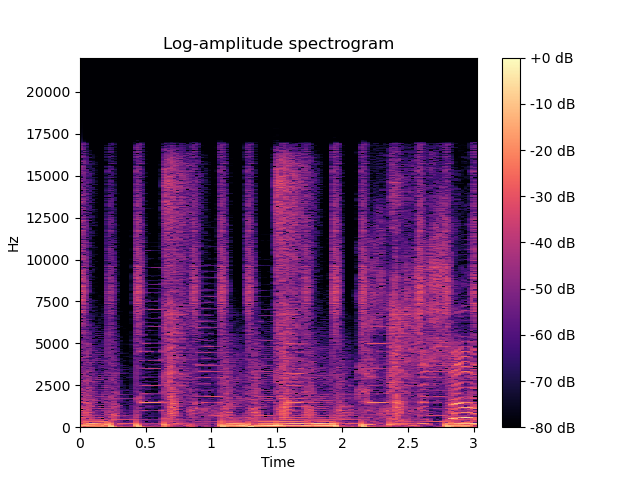 Log-amplitude spectrogram
Hz
20000
17500
15000
12500
10000
7500
5000
2500
0
0
0.5
1
1.5
2
2.5
3
Time
+0 dB
-10 dB
-20 dB
-30 dB
-40 dB
-50 dB
-60 dB
-70 dB
-80 dB